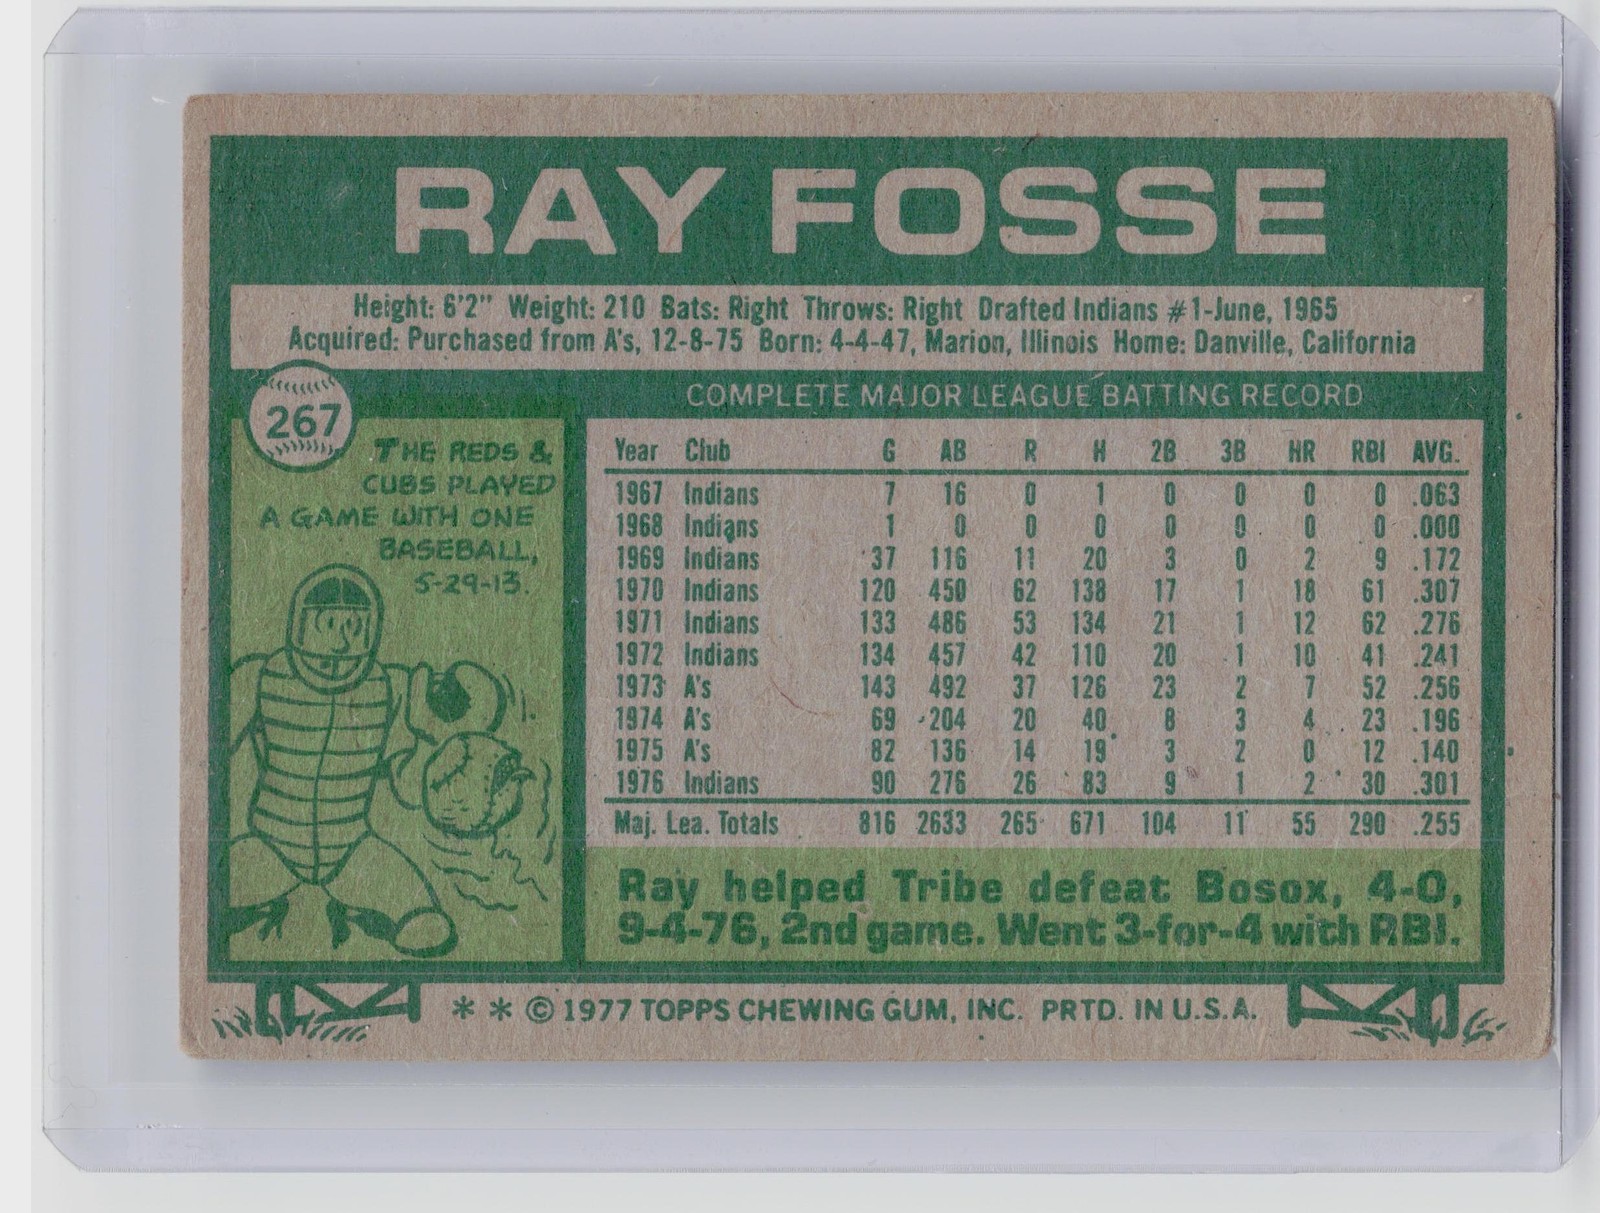 RAY FOSSE
Height: 6'2" Weight: 210 Bats: Right Throws: Right Drafted Indians #1-June, 1965
Acquired: Purchased from A's, 12-8-75 Born: 4-4-47, Marion, Illinois Home: Danville, California
267
THE REDS &
CUBS PLAYED
A GAME WITH ONE
BASEBALL,
5-29-13.
COMPLETE MAJOR LEAGUE BATTING RECORD
Year Club G AB R H 2B 3B HR RBI AVG.
1967 Indians 7 16 0 1 0 0 0 0 .063
1968 Indians 1 0 0 0 0 0 0 0 .000
1969 Indians 37 116 11 20 3 0 2 9 .172
1970 Indians 120 450 62 138 17 1 18 61 .307
1971 Indians 133 486 53 134 21 1 12 62 .276
1972 Indians 134 457 42 110 20 1 10 41 .241
1973 A's 143 492 37 126 23 2 7 52 .256
1974 A's 69 204 20 40 8 3 4 23 .196
1975 A's 82 136 14 19 3 2 0 12 .140
1976 Indians 90 276 26 83 9 1 2 30 .301
Maj. Lea. Totals 816 2633 265 671 104 11 55 290 .255
Ray helped Tribe defeat Bosox, 4-0,
9-4-76, 2nd game. Went 3-for-4 with RBI.
* * © 1977 TOPPS CHEWING GUM, INC. PRTD. IN U.S.A.